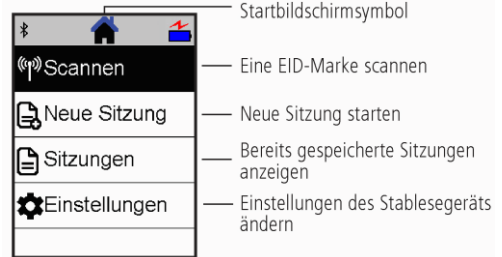 Startbildschirmsymbol
Scannen
Eine EID-Marke scannen
Neue Sitzung
Neue Sitzung starten
Sitzungen
Bereits gespeicherte Sitzungen
anzeigen
Einstellungen
Einstellungen des Stablesegeräts
ändern